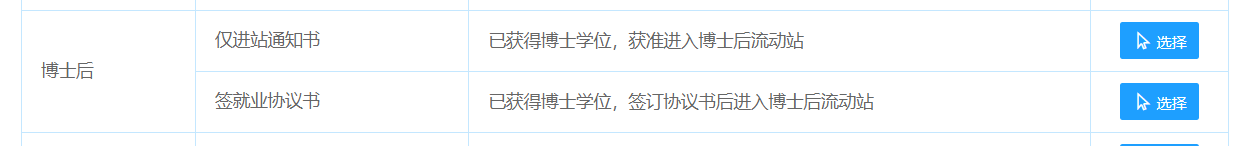 仅进站通知书
已获得博士学位，获准进入博士后流动站
选择
博士后
签就业协议书
已获得博士学位，签订协议书后进入博士后流动站
选择